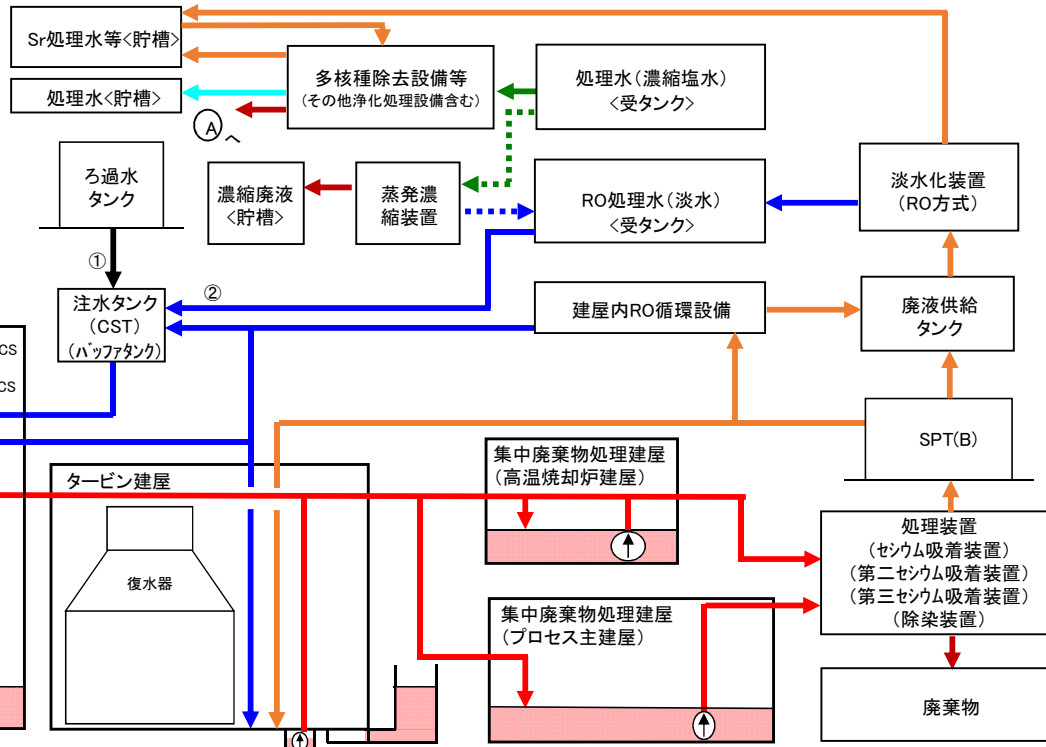 Sr処理水等<貯槽>
処理水<貯槽>
多核種除去設備等
(その他浄化処理設備含む)
処理水(濃縮塩水)
<受タンク>
Aへ
ろ過水
タンク
濃縮廃液
<貯槽>
蒸発濃
縮装置
RO処理水(淡水)
<受タンク>
淡水化装置
(RO方式)
①
②
注水タンク
(CST)
(バッファタンク)
建屋内RO循環設備
廃液供給
タンク
CS
CS
SPT(B)
タービン建屋
復水器
集中廃棄物処理建屋
(高温焼却炉建屋)
処理装置
(セシウム吸着装置)
(第二セシウム吸着装置)
(第三セシウム吸着装置)
(除染装置)
集中廃棄物処理建屋
(プロセス主建屋)
廃棄物